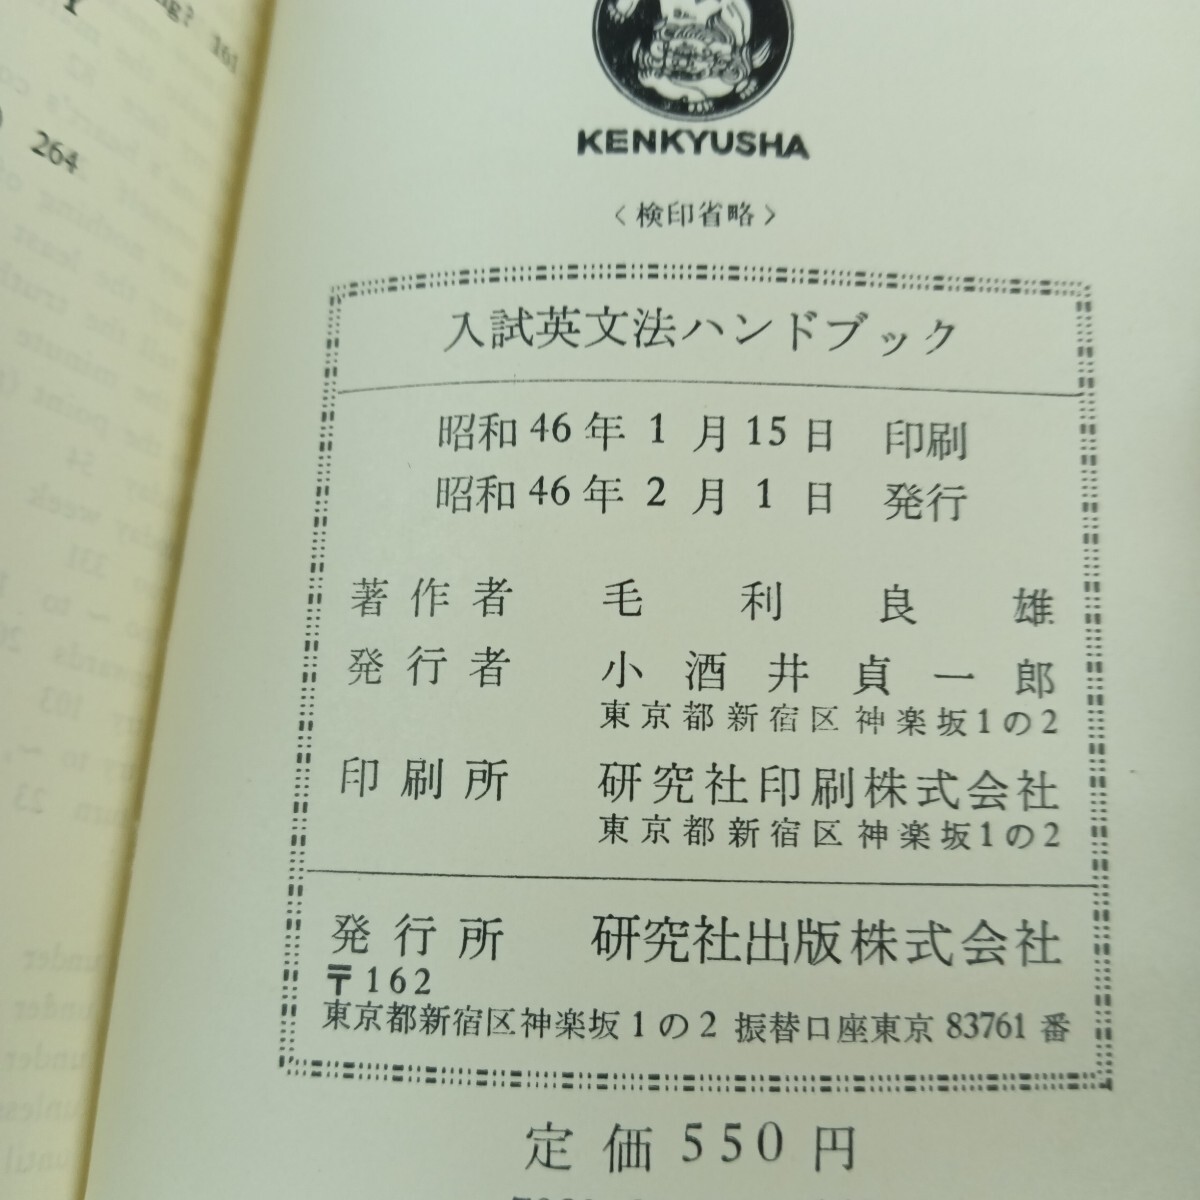 161
264
KENKYUSHA
〈検印省略〉
入試英文法ハンドブック
昭和46年1月15日 印刷
昭和46年2月1日 発行
著作者 毛利良雄
発行者 小酒井貞一郎
東京都新宿区神楽坂1の2
印刷所 研究社印刷株式会社
東京都新宿区神楽坂1の2
発行所 研究社出版株式会社
〒162
東京都新宿区神楽坂1の2 振替口座東京83761番
定価550円